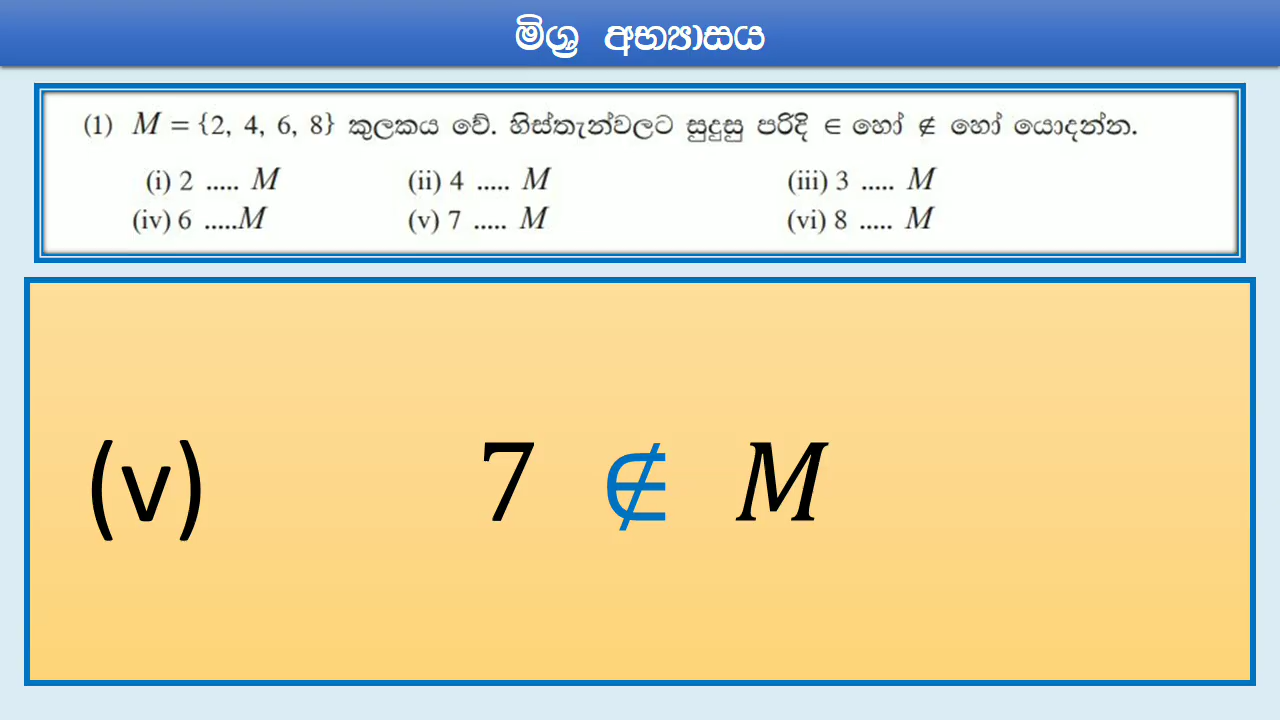 මිශ්‍ර අභ්‍යාසය
(1) M = {2, 4, 6, 8} කුලකය වේ. හිස්තැන්වලට සුදුසු පරිදි ∈ හෝ ∉ හෝ යොදන්න.
(i) 2 ..... M (ii) 4 ..... M (iii) 3 ..... M
(iv) 6 .....M (v) 7 ..... M (vi) 8 ..... M
(v) 7 ∉ M